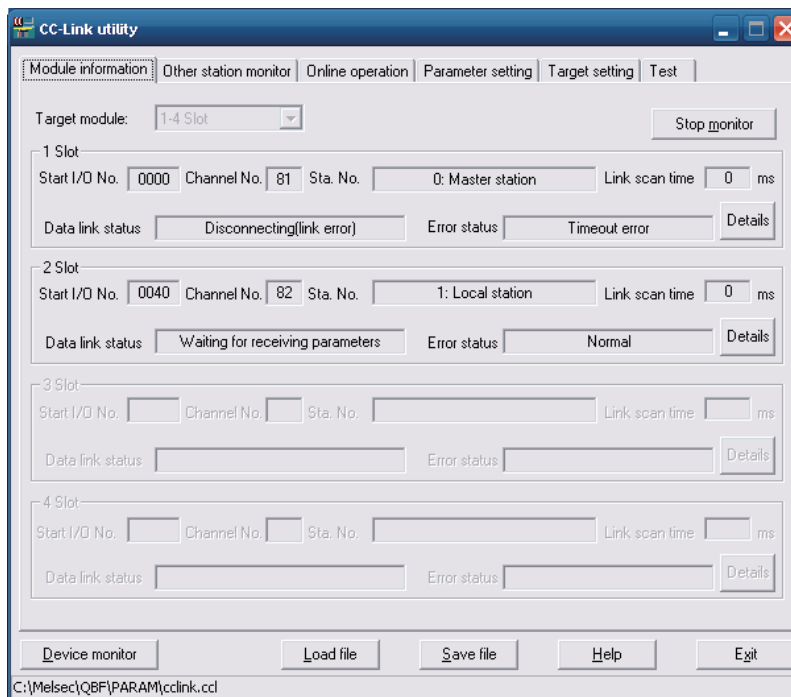 CC-Link utility
Module information Other station monitor Online operation Parameter setting Target setting Test
Target module: 1-4 Slot Stop monitor
1 Slot
Start I/O No. 0000 Channel No. 81 Sta. No. 0: Master station Link scan time 0 ms
Data link status Disconnecting(link error) Error status Timeout error Details
2 Slot
Start I/O No. 0040 Channel No. 82 Sta. No. 1: Local station Link scan time 0 ms
Data link status Waiting for receiving parameters Error status Normal Details
3 Slot
Start I/O No. Channel No. Sta. No. Link scan time ms
Data link status Error status Details
4 Slot
Start I/O No. Channel No. Sta. No. Link scan time ms
Data link status Error status Details
Device monitor Load file Save file Help Exit
C:\Melsec\QBF\PARAM\cclink.ccl